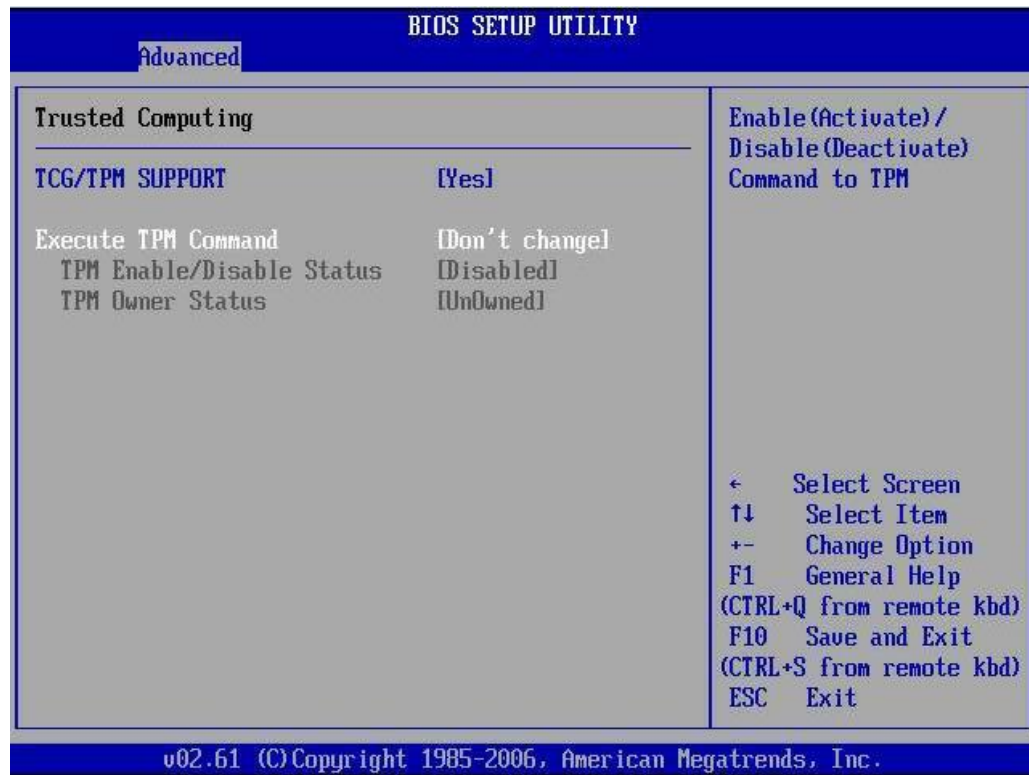 BIOS SETUP UTILITY
Advanced
Trusted Computing
TCG/TPM SUPPORT [Yes]
Execute TPM Command [Don't change]
TPM Enable/Disable Status [Disabled]
TPM Owner Status [UnOwned]
Enable(Activate)/
Disable(Deactivate)
Command to TPM
← Select Screen
↑↓ Select Item
+- Change Option
F1 General Help
(CTRL+Q from remote kbd)
F10 Save and Exit
(CTRL+S from remote kbd)
ESC Exit
v02.61 (C)Copyright 1985-2006, American Megatrends, Inc.